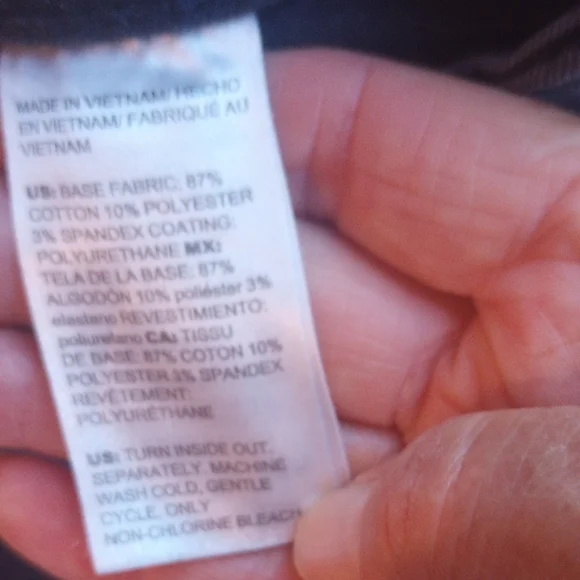 MADE IN VIETNAM/ HECHO
EN VIETNAM/ FABRIQUÉ AU
VIETNAM
US: BASE FABRIC: 87%
COTTON 10% POLYESTER
3% SPANDEX COATING:
POLYURETHANE MX:
TELA DE LA BASE: 87%
ALGODÓN 10% poliéster 3%
elastano REVESTIMIENTO:
poliuretano CA: TISSU
DE BASE: 87% COTON 10%
POLYESTER 3% SPANDEX
REVÊTEMENT:
POLYURÉTHANE
US: TURN INSIDE OUT.
SEPARATELY. MACHINE
WASH COLD, GENTLE
CYCLE. ONLY
NON-CHLORINE BLEACH